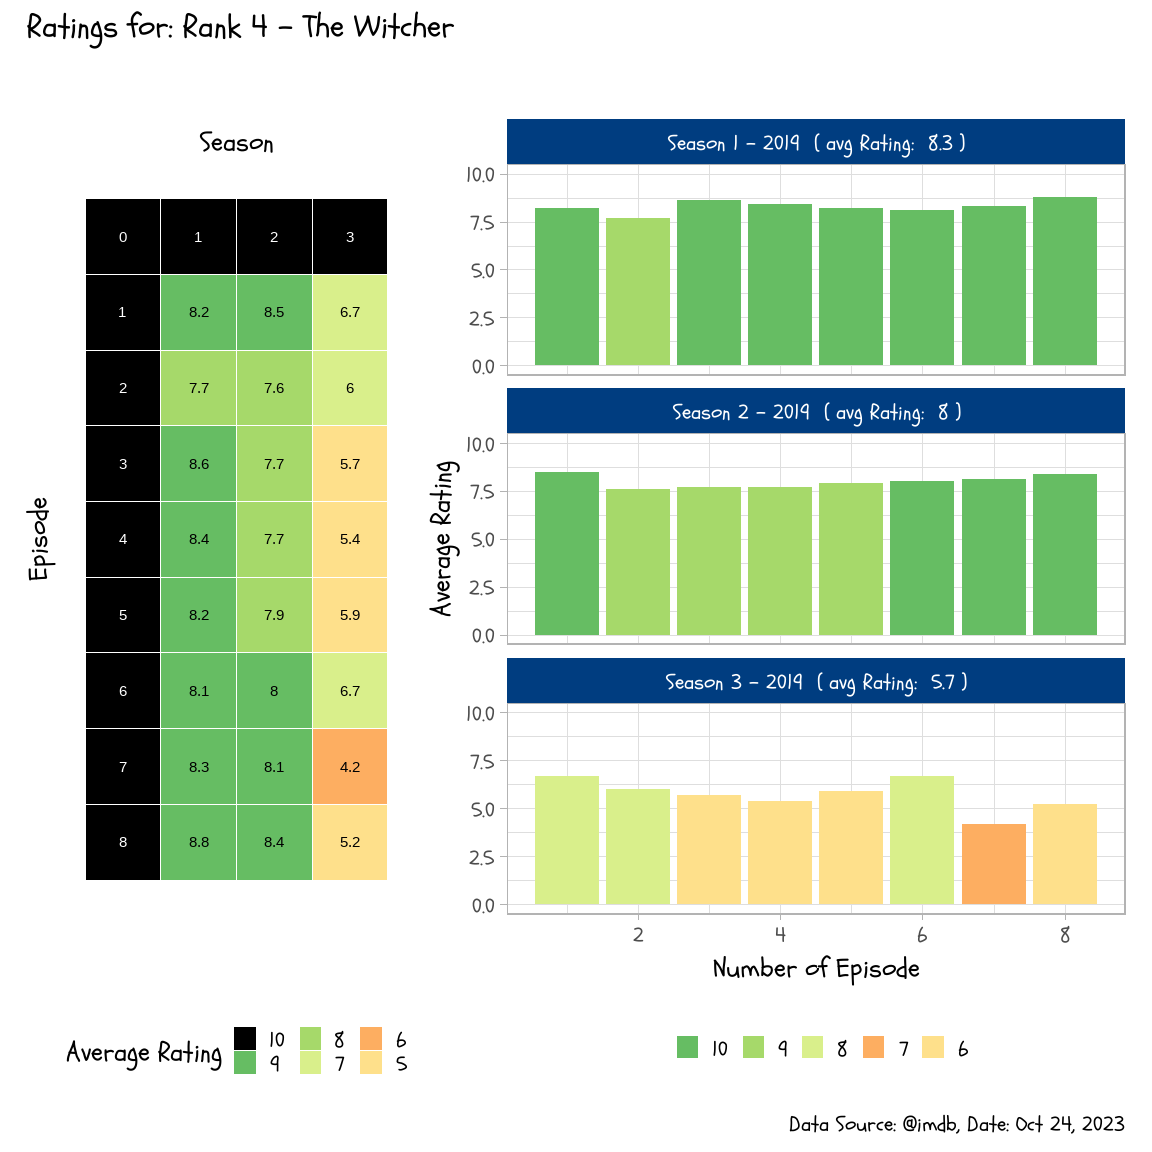 Ratings for: Rank 4 - The Witcher
Season
0 1 2 3
1 8.2 8.5 6.7
2 7.7 7.6 6
3 8.6 7.7 5.7
4 8.4 7.7 5.4
5 8.2 7.9 5.9
6 8.1 8 6.7
7 8.3 8.1 4.2
8 8.8 8.4 5.2
Episode
Average Rating
10 8 6
9 7 5
Season 1 - 2019 ( avg Rating: 8.3 )
10.0
7.5
5.0
2.5
0.0
Season 2 - 2019 ( avg Rating: 8 )
10.0
7.5
5.0
2.5
0.0
Season 3 - 2019 ( avg Rating: 5.7 )
10.0
7.5
5.0
2.5
0.0
Average Rating
2 4 6 8
Number of Episode
10 9 8 7 6
Data Source: @imdb, Date: Oct 24, 2023